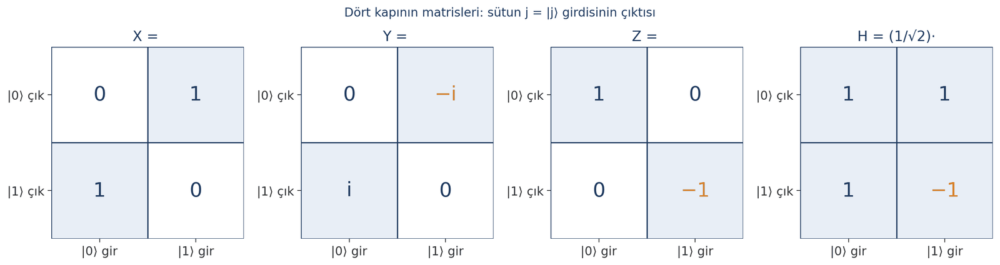 Dört kapının matrisleri: sütun j = |j⟩ girdisinin çıktısı
X =
|0⟩ çık 0 1
|1⟩ çık 1 0
|0⟩ gir |1⟩ gir
Y =
|0⟩ çık 0 −i
|1⟩ çık i 0
|0⟩ gir |1⟩ gir
Z =
|0⟩ çık 1 0
|1⟩ çık 0 −1
|0⟩ gir |1⟩ gir
H = (1/√2)·
|0⟩ çık 1 1
|1⟩ çık 1 −1
|0⟩ gir |1⟩ gir